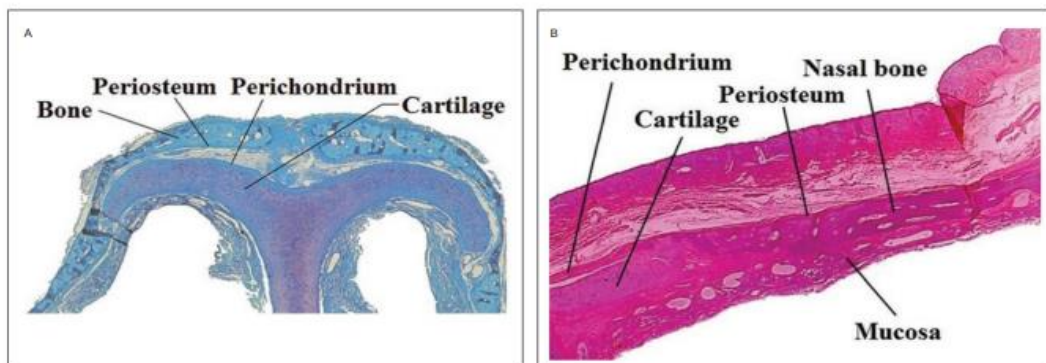 A
Periosteum Perichondrium
Bone
Cartilage
B
Perichondrium
Nasal bone
Periosteum
Cartilage
Mucosa